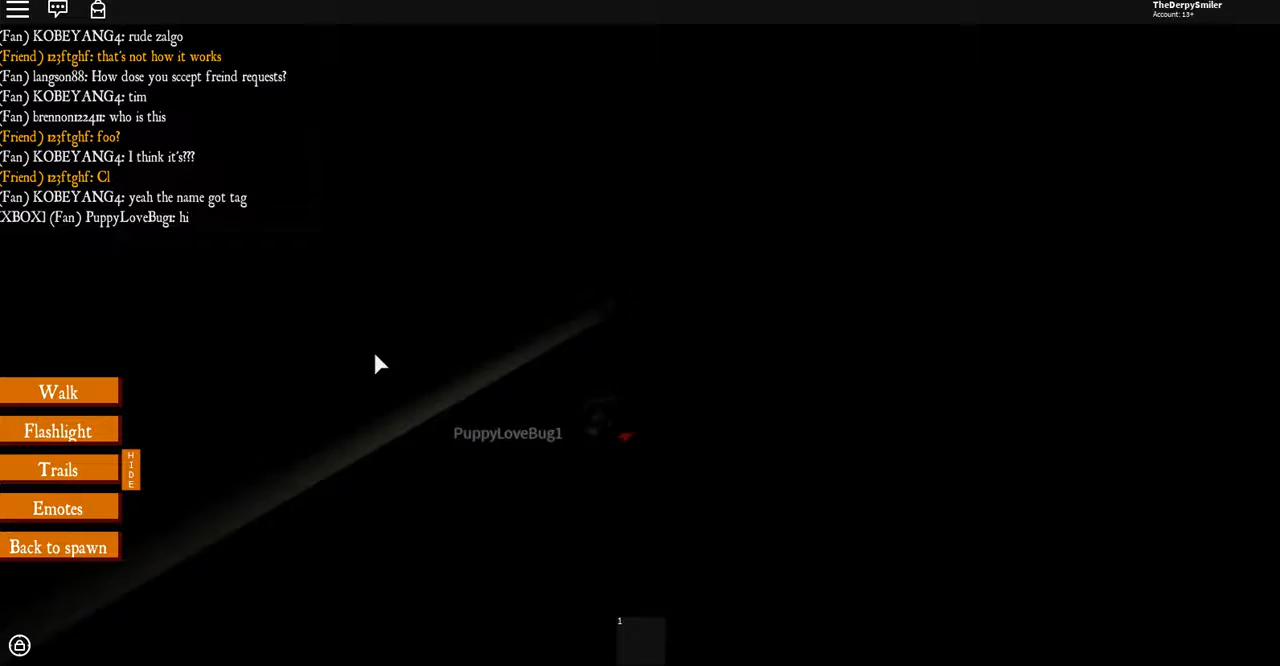 TheDerpySmiler
Account: 13+
(Fan) KOBEYANG4: rude zalgo
(Friend) 123ftghf: that's not how it works
(Fan) langson88: How dose you sccept freind requests?
(Fan) KOBEYANG4: tim
(Fan) brennon122411: who is this
(Friend) 123ftghf: foo?
(Fan) KOBEYANG4: I think it's???
(Friend) 123ftghf: Cl
(Fan) KOBEYANG4: yeah the name got tag
[XBOX] (Fan) PuppyLoveBug1: hi
Walk
Flashlight
Trails
HIDE
Emotes
Back to spawn
PuppyLoveBug1
1